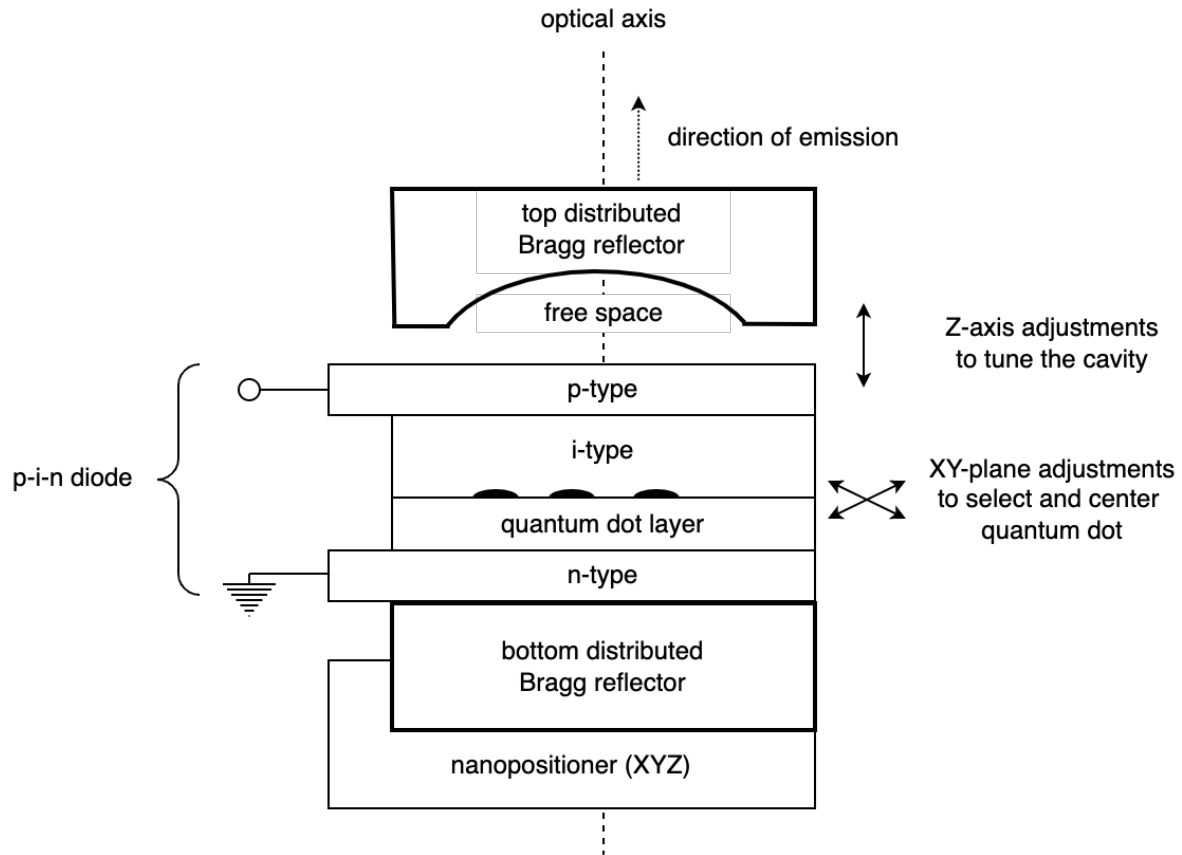 optical axis
direction of emission
top distributed
Bragg reflector
free space
Z-axis adjustments
to tune the cavity
p-type
i-type
p-i-n diode
XY-plane adjustments
to select and center
quantum dot
quantum dot layer
n-type
bottom distributed
Bragg reflector
nanopositioner (XYZ)